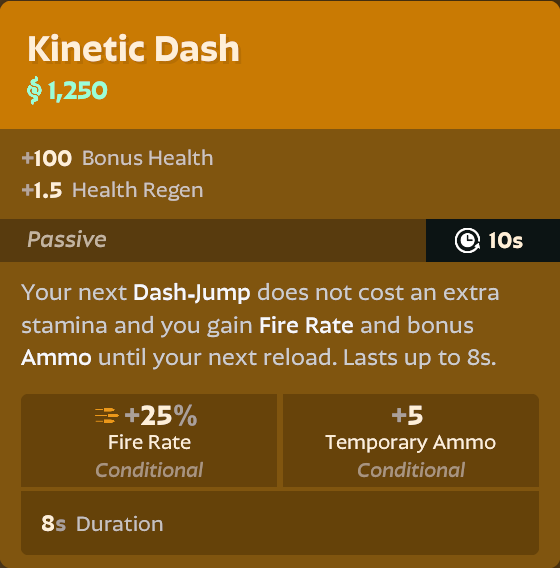 Kinetic Dash
1,250
+100 Bonus Health
+1.5 Health Regen
Passive
10s
Your next Dash-Jump does not cost an extra
stamina and you gain Fire Rate and bonus
Ammo until your next reload. Lasts up to 8s.
+25%
Fire Rate
Conditional
+5
Temporary Ammo
Conditional
8s Duration